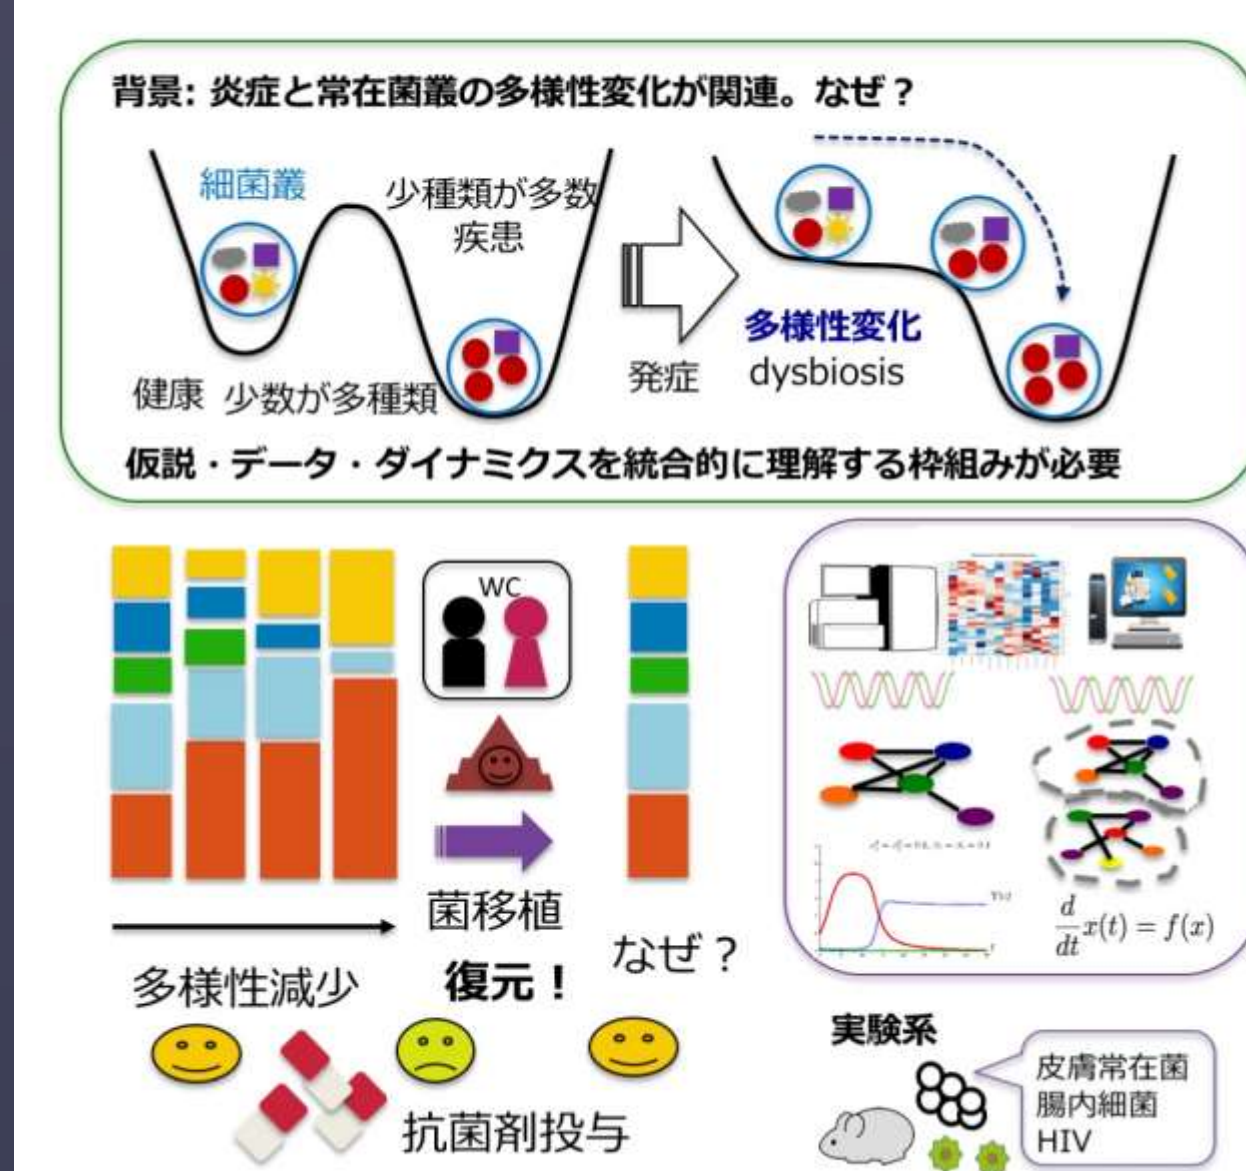 背景: 炎症と常在菌叢の多様性変化が関連。なぜ？
細菌叢
少種類が多数
疾患
健康
少数が多種類
発症
多様性変化
dysbiosis
仮説・データ・ダイナミクスを統合的に理解する枠組みが必要
WC
菌移植
復元！
多様性減少
なぜ？
抗菌剤投与
d/dt x(t) = f(x)
実験系
皮膚常在菌
腸内細菌
HIV